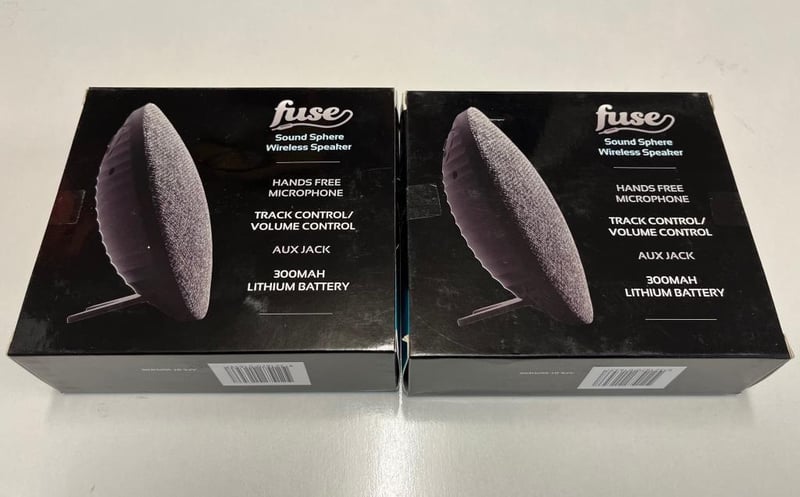 fuse
Sound Sphere
Wireless Speaker
HANDS FREE
MICROPHONE
TRACK CONTROL/
VOLUME CONTROL
AUX JACK
300MAH
LITHIUM BATTERY
fuse
Sound Sphere
Wireless Speaker
HANDS FREE
MICROPHONE
TRACK CONTROL/
VOLUME CONTROL
AUX JACK
300MAH
LITHIUM BATTERY